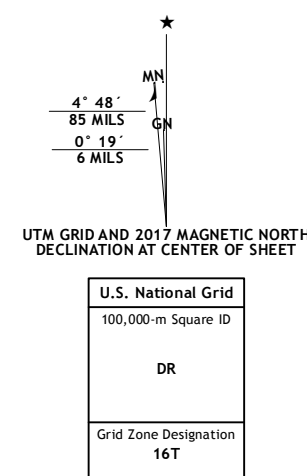 ★
MN
4° 48´
85 MILS
GN
0° 19´
6 MILS
UTM GRID AND 2017 MAGNETIC NORTH
DECLINATION AT CENTER OF SHEET
U.S. National Grid
100,000-m Square ID
DR
Grid Zone Designation
16T